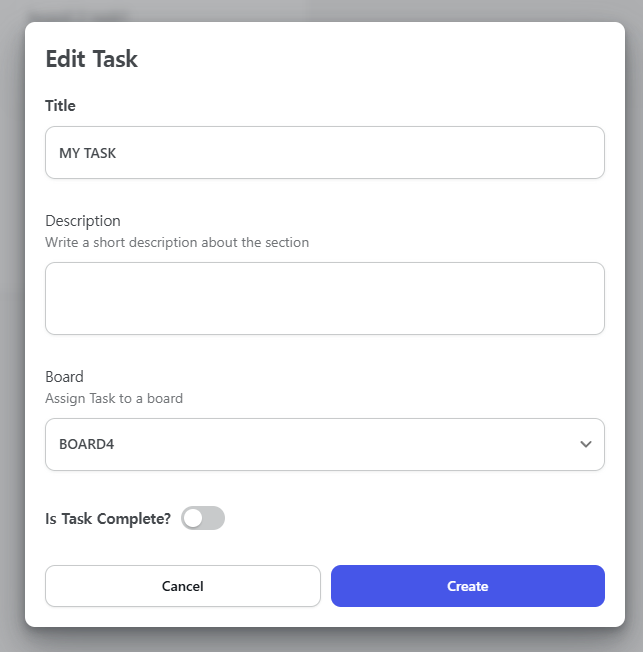 Edit Task
Title
MY TASK
Description
Write a short description about the section
Board
Assign Task to a board
BOARD4
Is Task Complete?
Cancel
Create